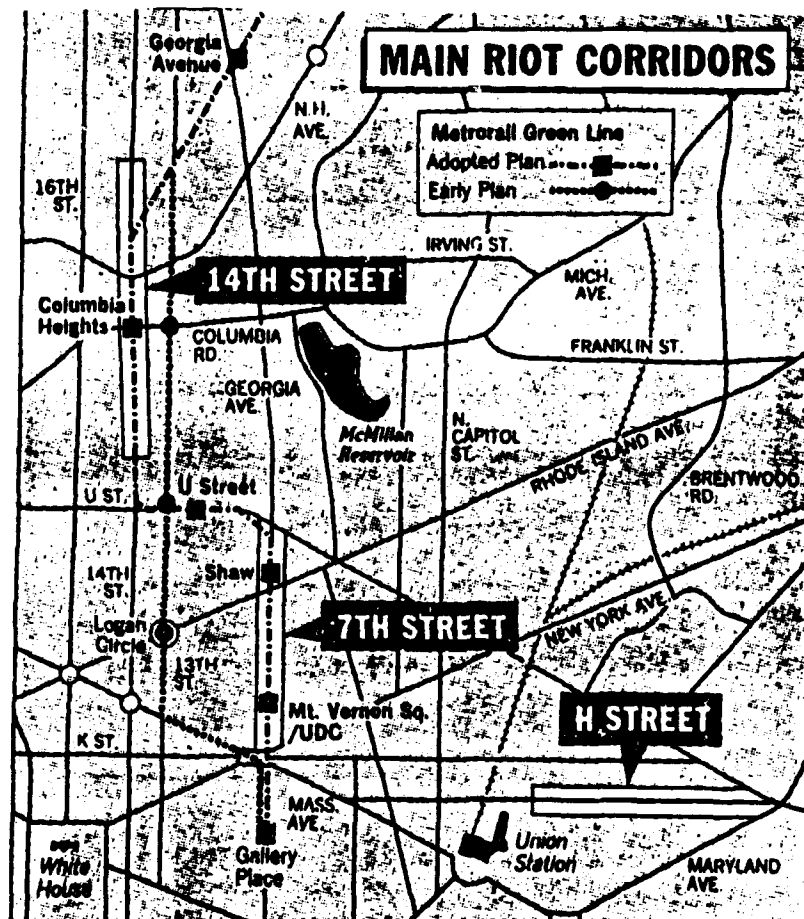 Georgia
Avenue
MAIN RIOT CORRIDORS
N.H.
AVE.
Metrorail Green Line
Adopted Plan
Early Plan
16TH
ST.
IRVING ST.
14TH STREET
MICH.
AVE.
Columbia
Heights
COLUMBIA
RD.
FRANKLIN ST.
GEORGIA
AVE.
McMillan
Reservoir
N.
CAPITOL
ST.
RHODE ISLAND AVE.
BRENTWOOD
RD.
U ST.
U Street
14TH
ST.
Shaw
Logan
Circle
7TH STREET
NEW YORK AVE.
13TH
ST.
Mt. Vernon Sq.
/UDC
H STREET
K ST.
MASS.
AVE.
Gallery
Place
Union
Station
White
House
MARYLAND
AVE.